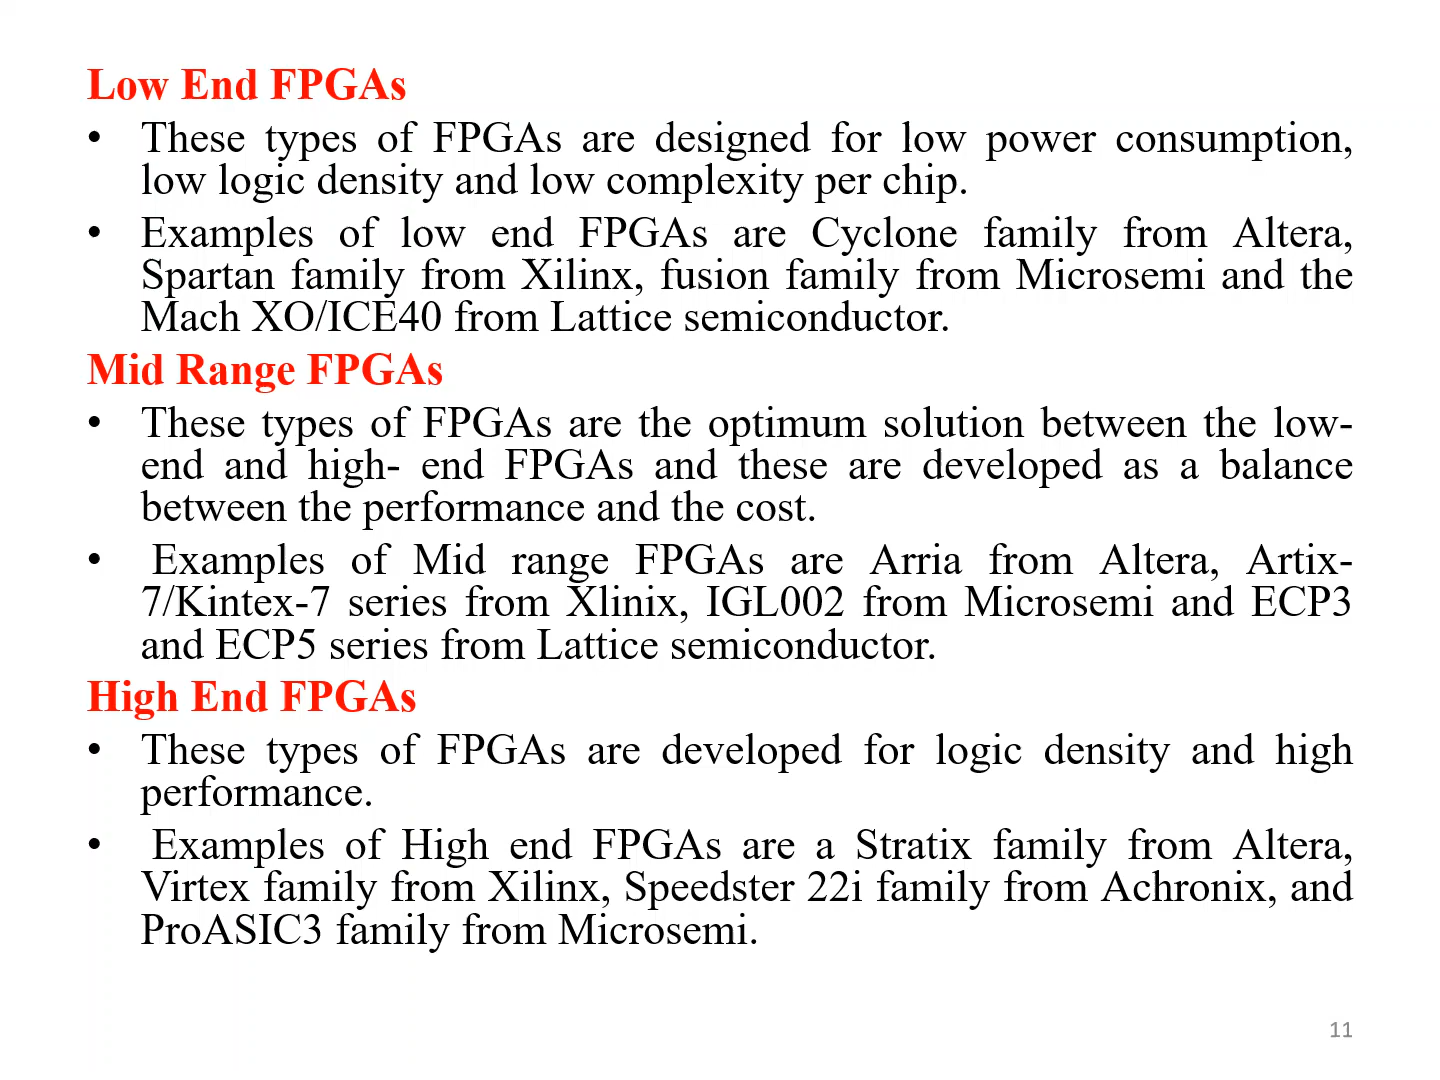 Low End FPGAs
• These types of FPGAs are designed for low power consumption,
low logic density and low complexity per chip.
• Examples of low end FPGAs are Cyclone family from Altera,
Spartan family from Xilinx, fusion family from Microsemi and the
Mach XO/ICE40 from Lattice semiconductor.
Mid Range FPGAs
• These types of FPGAs are the optimum solution between the low-
end and high- end FPGAs and these are developed as a balance
between the performance and the cost.
• Examples of Mid range FPGAs are Arria from Altera, Artix-
7/Kintex-7 series from Xlinix, IGL002 from Microsemi and ECP3
and ECP5 series from Lattice semiconductor.
High End FPGAs
• These types of FPGAs are developed for logic density and high
performance.
• Examples of High end FPGAs are a Stratix family from Altera,
Virtex family from Xilinx, Speedster 22i family from Achronix, and
ProASIC3 family from Microsemi.
11